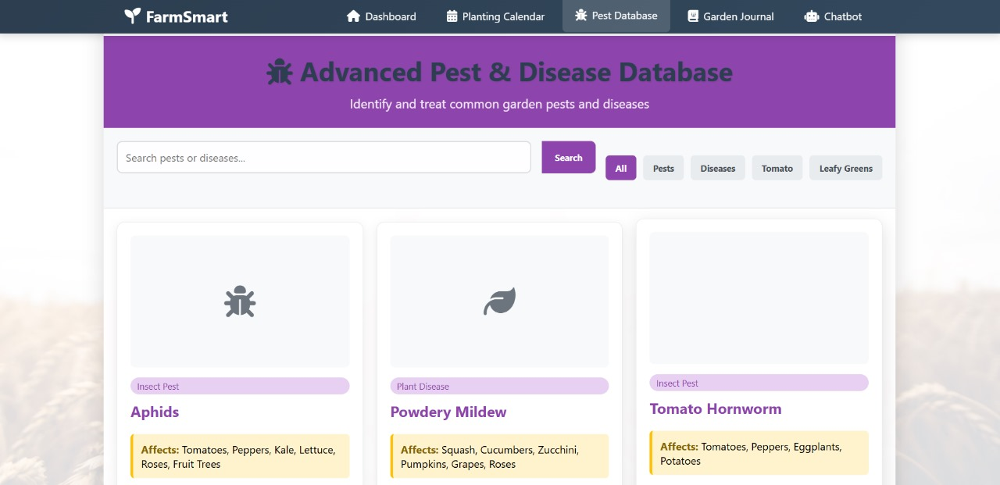 FarmSmart
Dashboard
Planting Calendar
Pest Database
Garden Journal
Chatbot
Advanced Pest & Disease Database
Identify and treat common garden pests and diseases
Search pests or diseases...
Search
All
Pests
Diseases
Tomato
Leafy Greens
Insect Pest
Aphids
Affects: Tomatoes, Peppers, Kale, Lettuce,
Roses, Fruit Trees
Plant Disease
Powdery Mildew
Affects: Squash, Cucumbers, Zucchini,
Pumpkins, Grapes, Roses
Insect Pest
Tomato Hornworm
Affects: Tomatoes, Peppers, Eggplants,
Potatoes